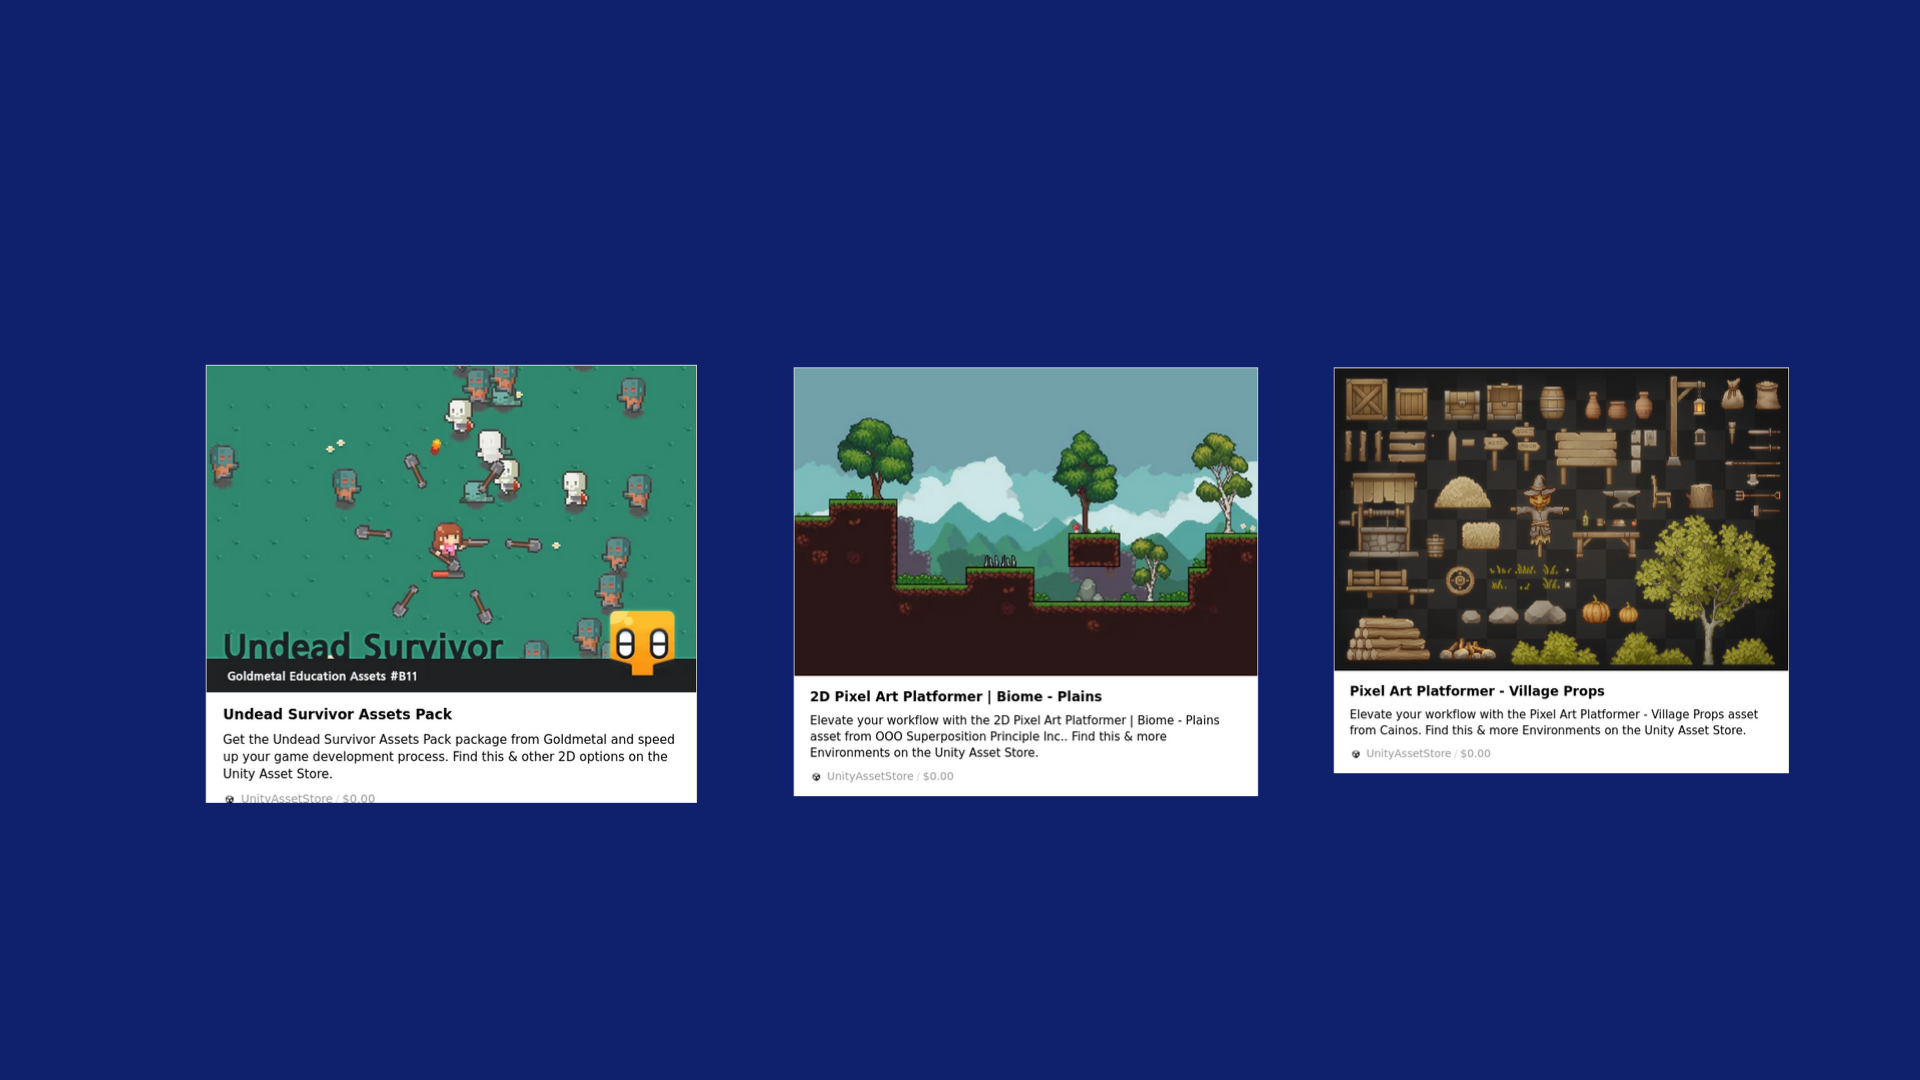 Undead Survivor
Goldmetal Education Assets #B11
Undead Survivor Assets Pack
Get the Undead Survivor Assets Pack package from Goldmetal and speed
up your game development process. Find this & other 2D options on the
Unity Asset Store.
UnityAssetStore / $0.00
2D Pixel Art Platformer | Biome - Plains
Elevate your workflow with the 2D Pixel Art Platformer | Biome - Plains
asset from OOO Superposition Principle Inc.. Find this & more
Environments on the Unity Asset Store.
UnityAssetStore / $0.00
Pixel Art Platformer - Village Props
Elevate your workflow with the Pixel Art Platformer - Village Props asset
from Cainos. Find this & more Environments on the Unity Asset Store.
UnityAssetStore / $0.00